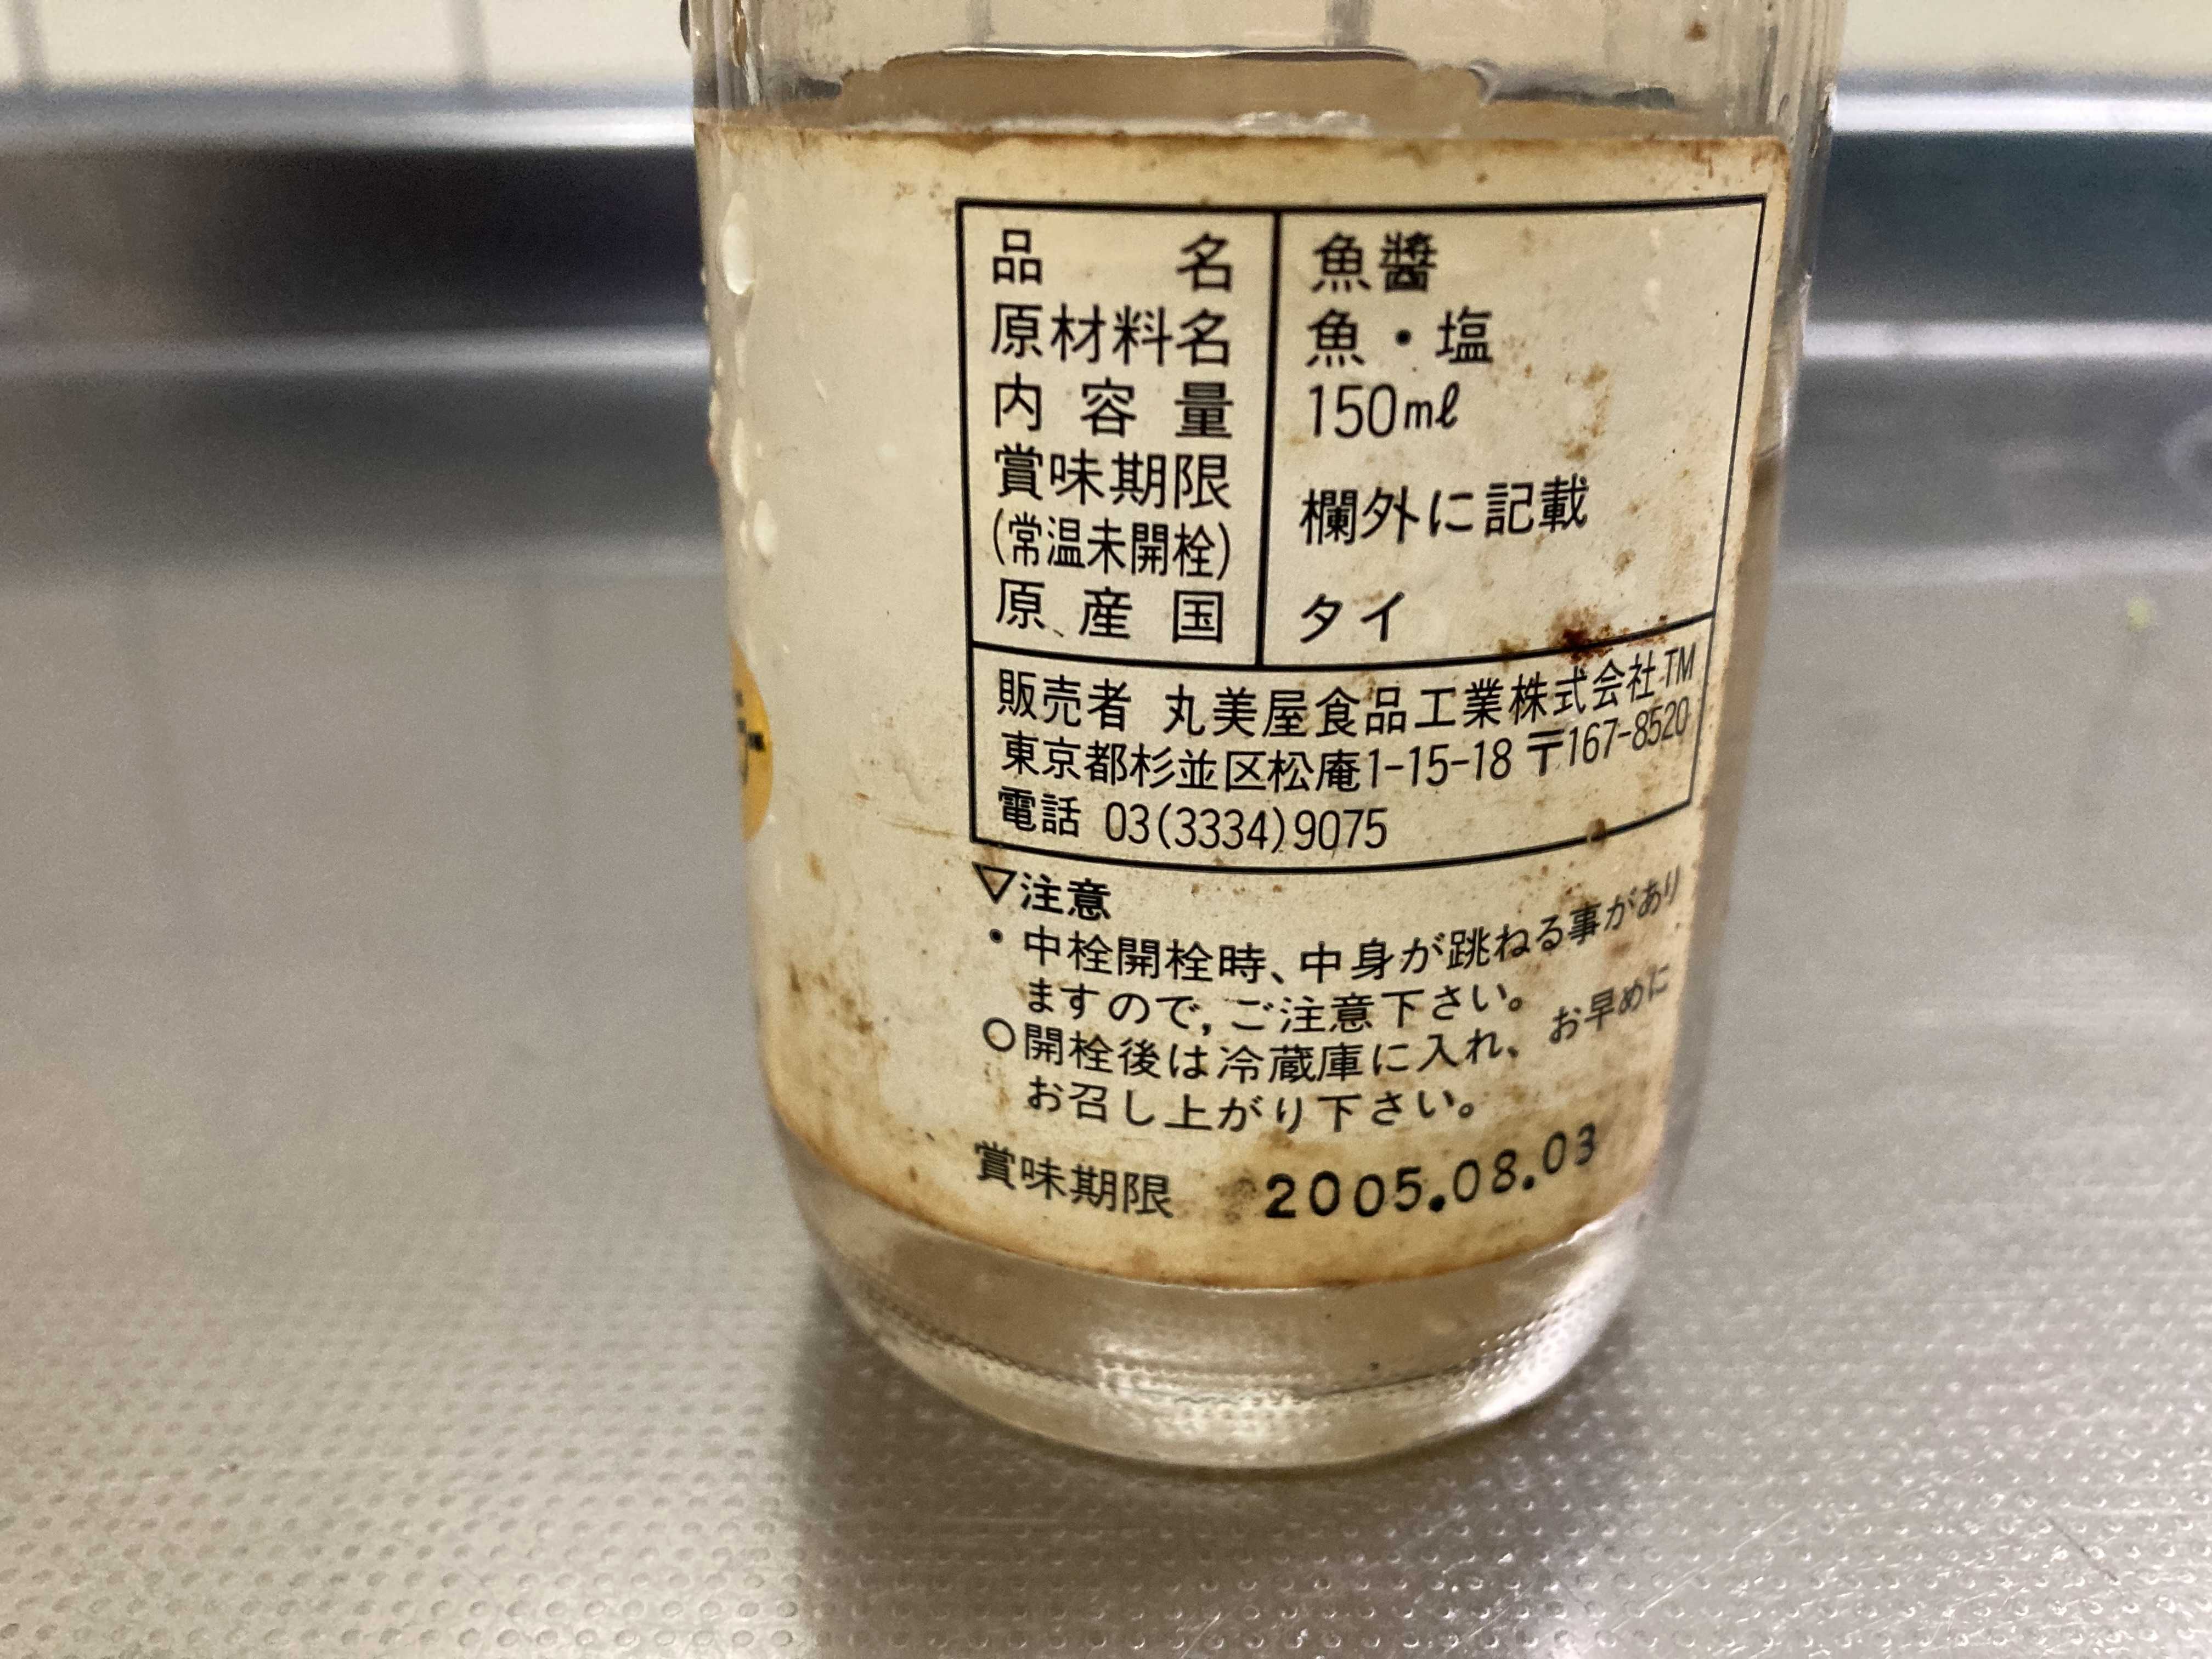 品名 魚醬
原材料名 魚・塩
内容量 150mℓ
賞味期限 欄外に記載
(常温未開栓)
原産国 タイ
販売者 丸美屋食品工業株式会社 TM
東京都杉並区松庵1-15-18 〒167-8520
電話 03(3334)9075
▽注意
・中栓開栓時、中身が跳ねる事があり
ますので、ご注意下さい。
○開栓後は冷蔵庫に入れ、お早めに
お召し上がり下さい。
賞味期限 2005.08.03